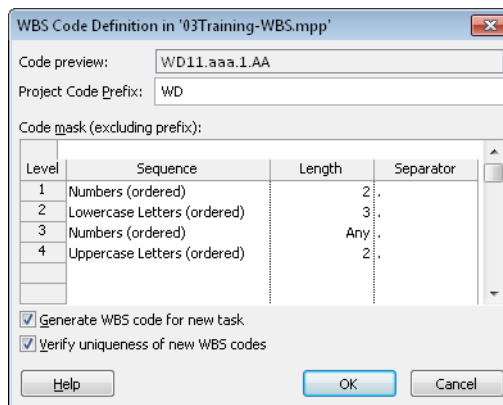 WBS Code Definition in '03Training-WBS.mpp'
Code preview: WD11.aaa.1.AA
Project Code Prefix: WD
Code mask (excluding prefix):
Level Sequence Length Separator
1 Numbers (ordered) 2 .
2 Lowercase Letters (ordered) 3 .
3 Numbers (ordered) Any .
4 Uppercase Letters (ordered) 2 .
Generate WBS code for new task
Verify uniqueness of new WBS codes
Help OK Cancel